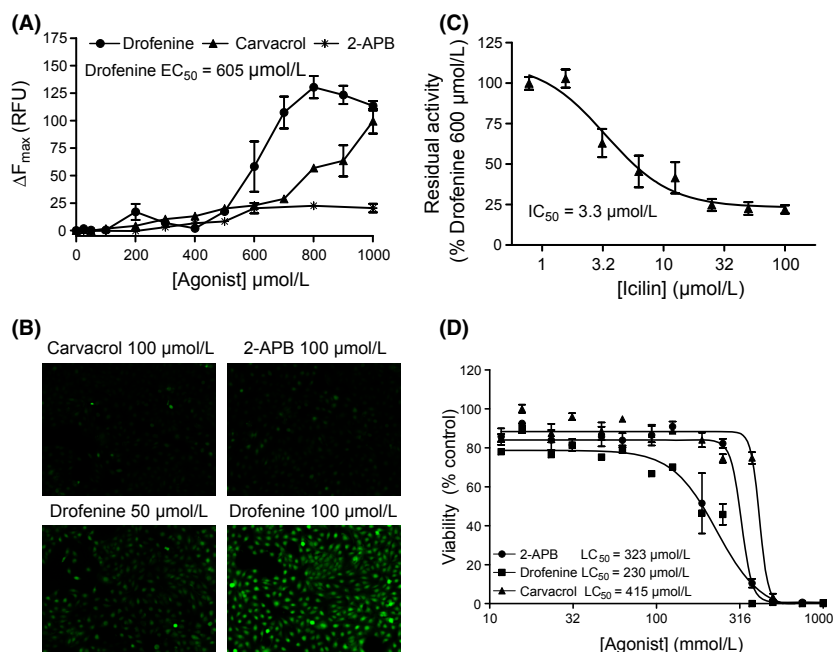 (A)
Drofenine
Carvacrol
2-APB
Drofenine EC50 = 605 µmol/L
ΔFmax (RFU)
150
125
100
75
50
25
0
0 200 400 600 800 1000
[Agonist] µmol/L
(B)
Carvacrol 100 µmol/L
2-APB 100 µmol/L
Drofenine 50 µmol/L
Drofenine 100 µmol/L
(C)
Residual activity
(% Drofenine 600 µmol/L)
125
100
75
50
25
0
IC50 = 3.3 µmol/L
1 3.2 10 32 100
[Icilin] (µmol/L)
(D)
Viability (% control)
120
100
80
60
40
20
0
2-APB LC50 = 323 µmol/L
Drofenine LC50 = 230 µmol/L
Carvacrol LC50 = 415 µmol/L
10 32 100 316 1000
[Agonist] (mmol/L)